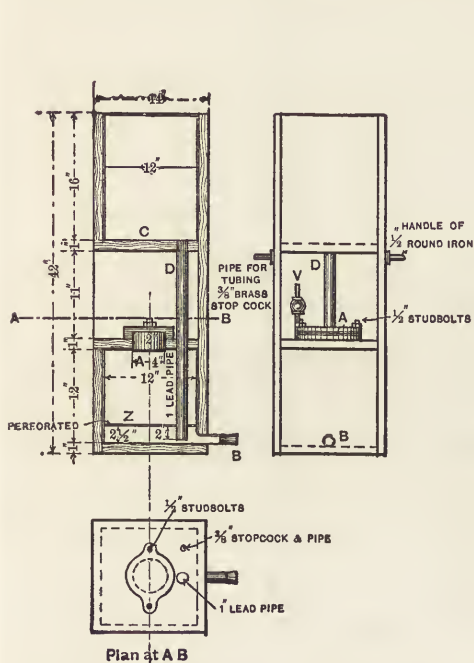 14"
12"
16"
C
1"
D
42"
11"
A
B
2"
1"
A-4"
12"
12"
1 LEAD PIPE
PERFORATED
Z
2½"
2"
1"
B
HANDLE OF
½" ROUND IRON
D
PIPE FOR
TUBING
⅜" BRASS
STOP COCK
V
A
½" STUDBOLTS
B
½" STUDBOLTS
⅜" STOPCOCK & PIPE
1" LEAD PIPE
Plan at A B